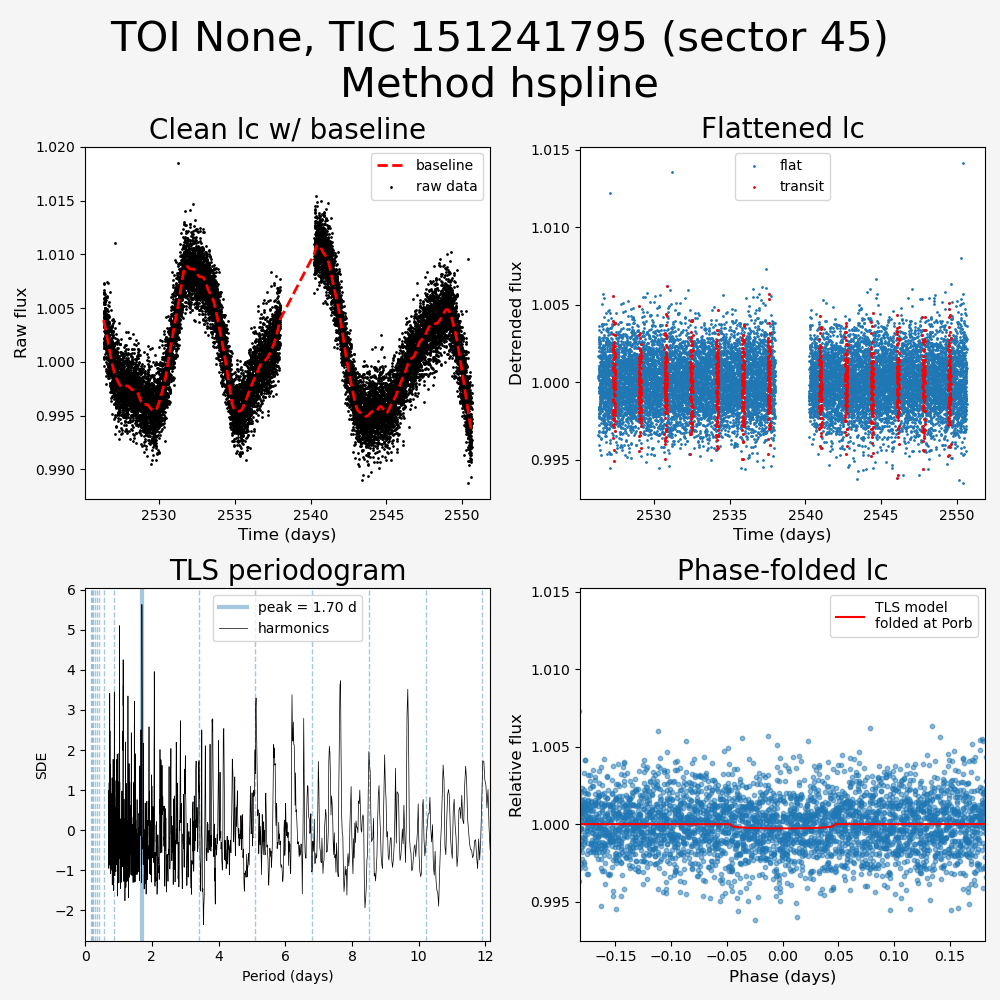 TOI None, TIC 151241795 (sector 45)
Method hspline
Clean lc w/ baseline
Raw flux
1.020
1.015
1.010
1.005
1.000
0.995
0.990
baseline
raw data
2530
2535
2540
2545
2550
Time (days)
Flattened lc
Detrended flux
1.015
1.010
1.005
1.000
0.995
flat
transit
2530
2535
2540
2545
2550
Time (days)
TLS periodogram
SDE
6
5
4
3
2
1
0
−1
−2
peak = 1.70 d
harmonics
0
2
4
6
8
10
12
Period (days)
Phase-folded lc
Relative flux
1.015
1.010
1.005
1.000
0.995
TLS model
folded at Porb
−0.15
−0.10
−0.05
0.00
0.05
0.10
0.15
Phase (days)